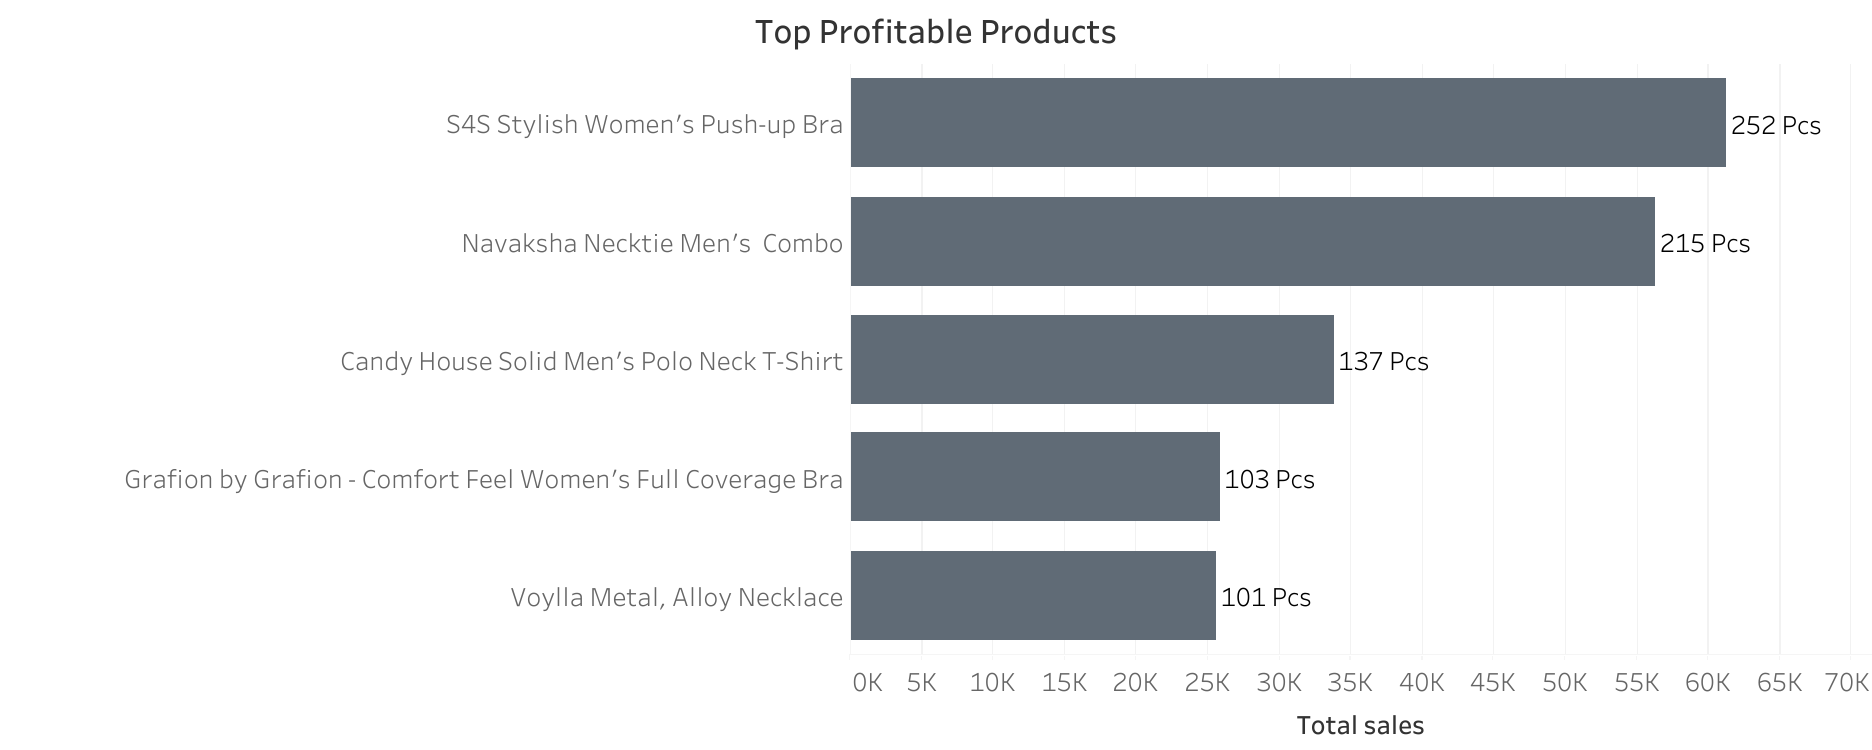 Top Profitable Products
S4S Stylish Women’s Push-up Bra
252 Pcs
Navaksha Necktie Men’s  Combo
215 Pcs
Candy House Solid Men’s Polo Neck T-Shirt
137 Pcs
Grafion by Grafion - Comfort Feel Women’s Full Coverage Bra
103 Pcs
Voylla Metal, Alloy Necklace
101 Pcs
0K 5K 10K 15K 20K 25K 30K 35K 40K 45K 50K 55K 60K 65K 70K
Total sales